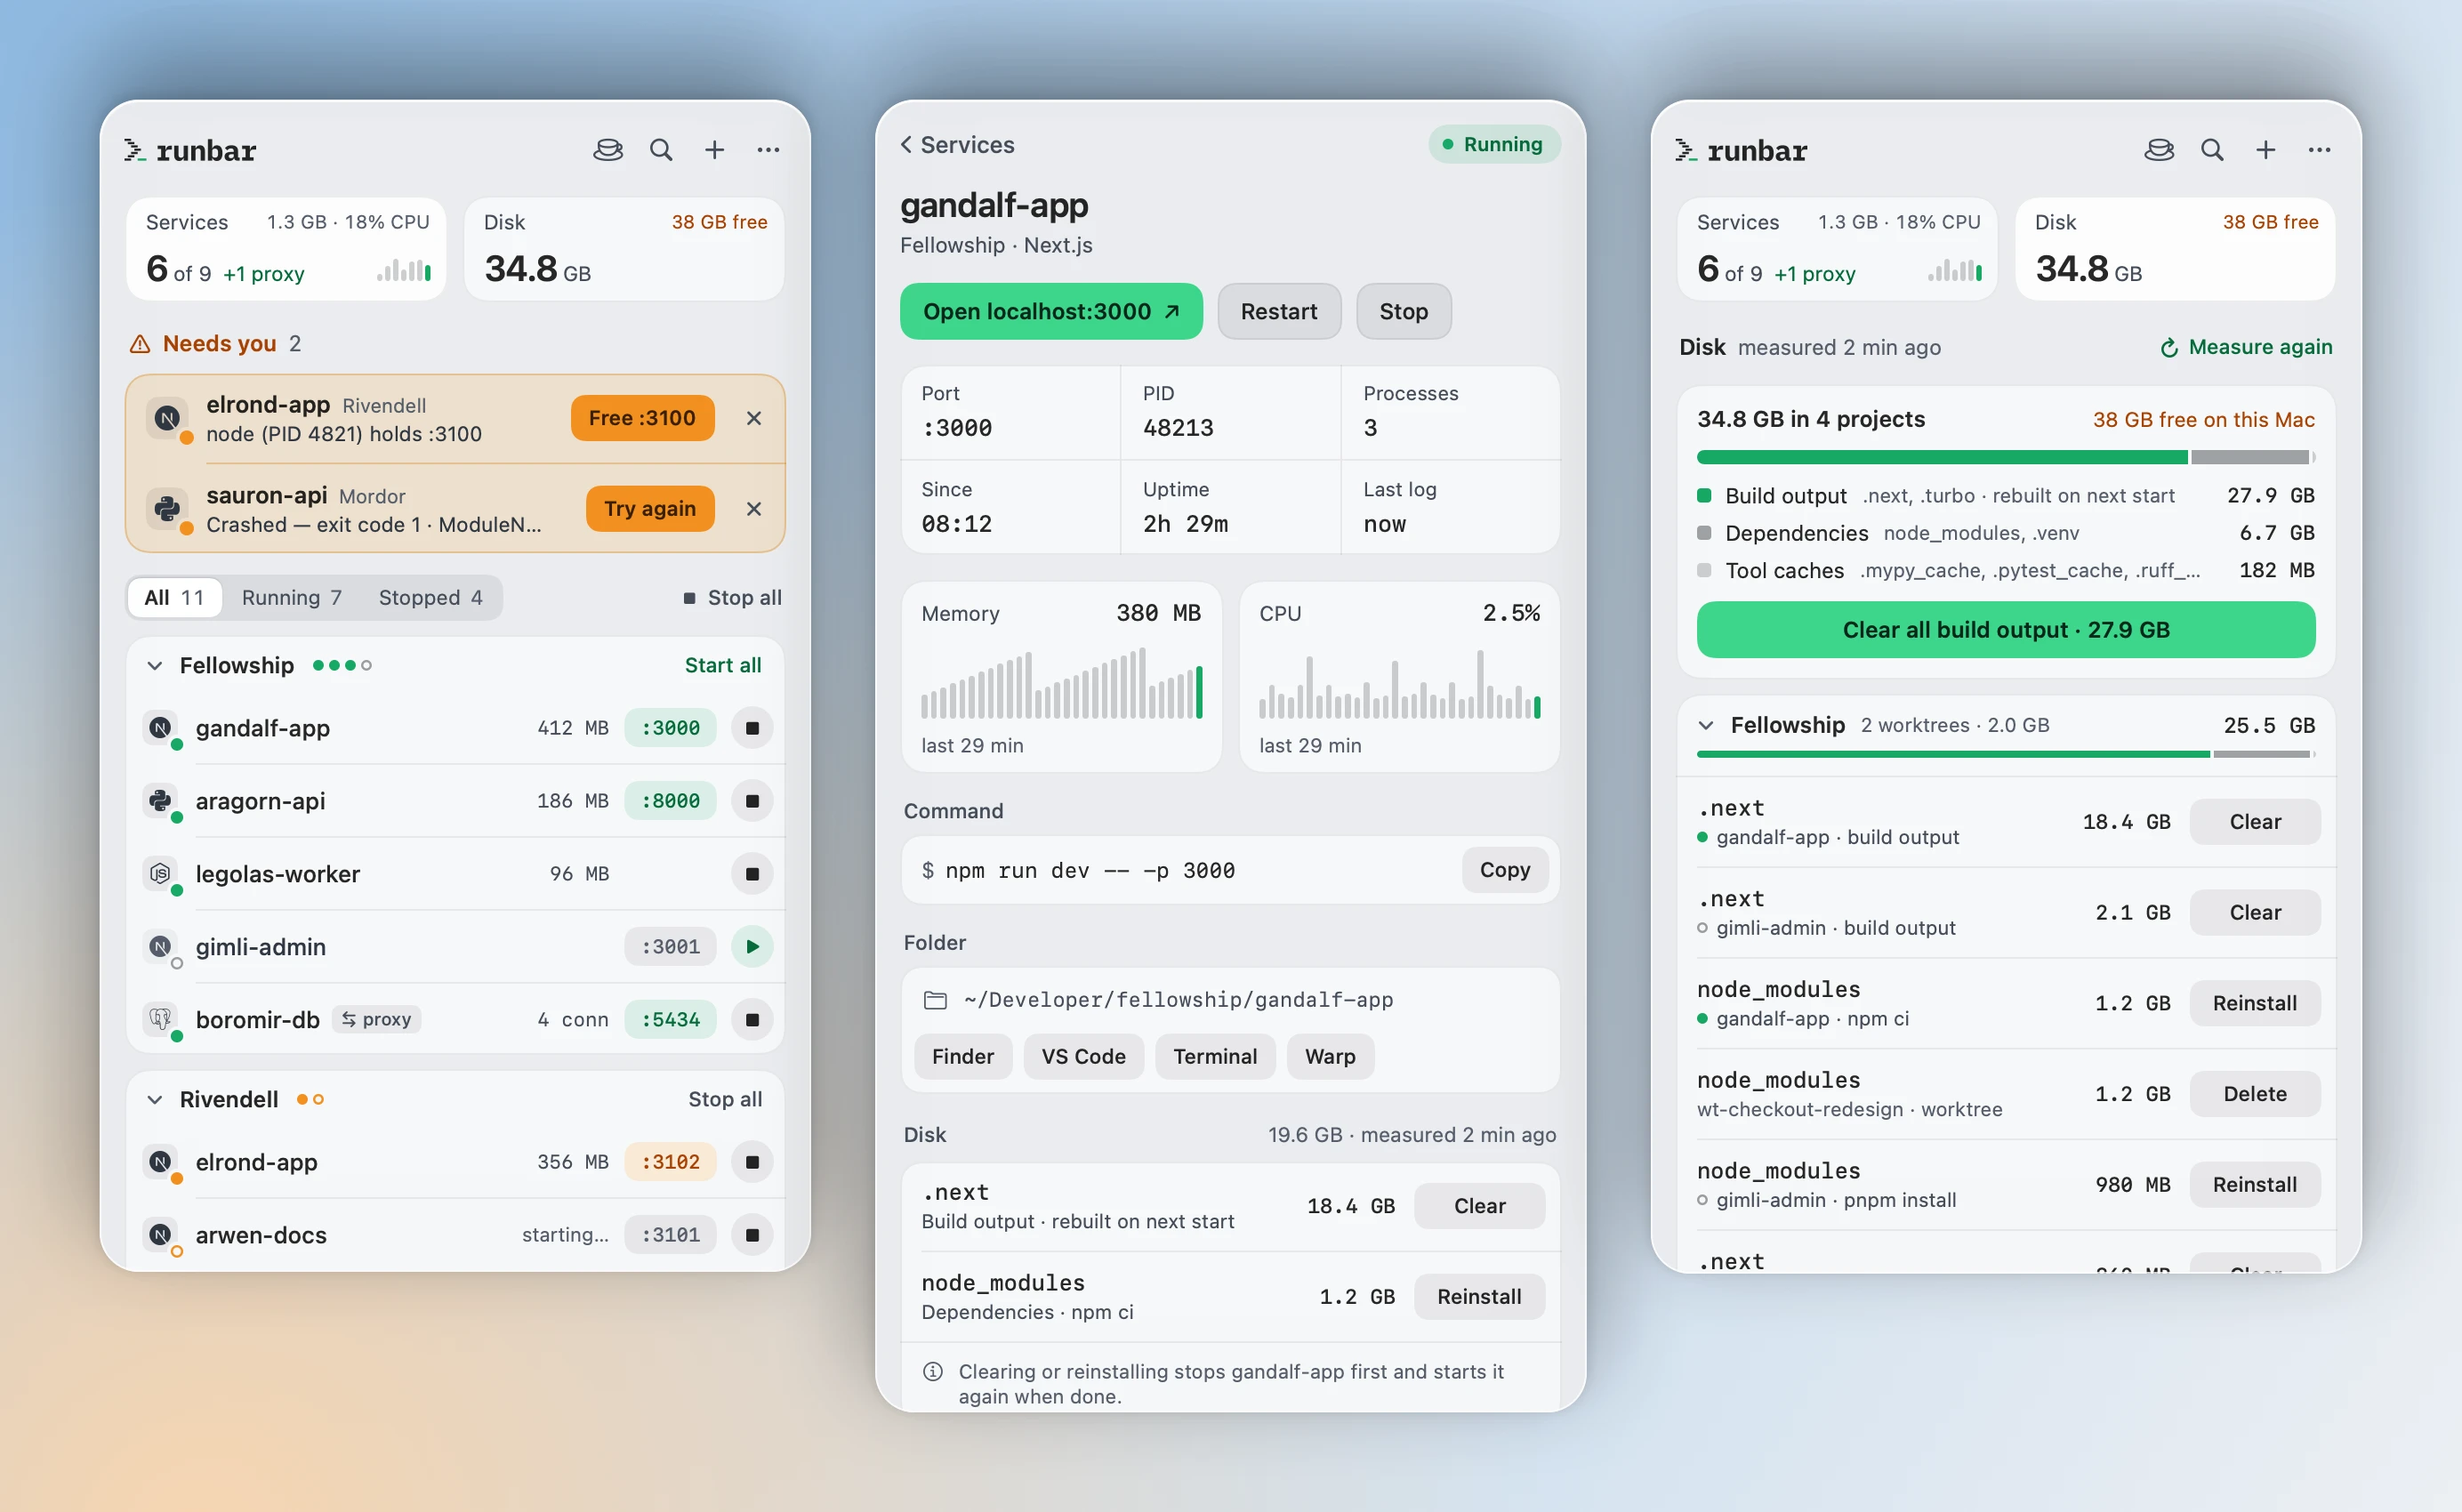 runbar
Services 1.3 GB · 18% CPU
6 of 9 +1 proxy
Disk 38 GB free
34.8 GB
Needs you 2
elrond-app Rivendell
node (PID 4821) holds :3100
Free :3100
sauron-api Mordor
Crashed — exit code 1 · ModuleN...
Try again
All 11 Running 7 Stopped 4 Stop all
Fellowship Start all
gandalf-app 412 MB :3000
aragorn-api 186 MB :8000
legolas-worker 96 MB
gimli-admin :3001
boromir-db proxy 4 conn :5434
Rivendell Stop all
elrond-app 356 MB :3102
arwen-docs starting... :3101
Services Running
gandalf-app
Fellowship · Next.js
Open localhost:3000 Restart Stop
Port PID Processes
:3000 48213 3
Since Uptime Last log
08:12 2h 29m now
Memory 380 MB
last 29 min
CPU 2.5%
last 29 min
Command
$ npm run dev -- -p 3000 Copy
Folder
~/Developer/fellowship/gandalf-app
Finder VS Code Terminal Warp
Disk 19.6 GB · measured 2 min ago
.next
Build output · rebuilt on next start
18.4 GB Clear
node_modules
Dependencies · npm ci
1.2 GB Reinstall
Clearing or reinstalling stops gandalf-app first and starts it
again when done.
runbar
Services 1.3 GB · 18% CPU
6 of 9 +1 proxy
Disk 38 GB free
34.8 GB
Disk measured 2 min ago Measure again
34.8 GB in 4 projects 38 GB free on this Mac
Build output .next, .turbo · rebuilt on next start 27.9 GB
Dependencies node_modules, .venv 6.7 GB
Tool caches .mypy_cache, .pytest_cache, .ruff_... 182 MB
Clear all build output · 27.9 GB
Fellowship 2 worktrees · 2.0 GB 25.5 GB
.next
gandalf-app · build output
18.4 GB Clear
.next
gimli-admin · build output
2.1 GB Clear
node_modules
gandalf-app · npm ci
1.2 GB Reinstall
node_modules
wt-checkout-redesign · worktree
1.2 GB Delete
node_modules
gimli-admin · pnpm install
980 MB Reinstall
.next